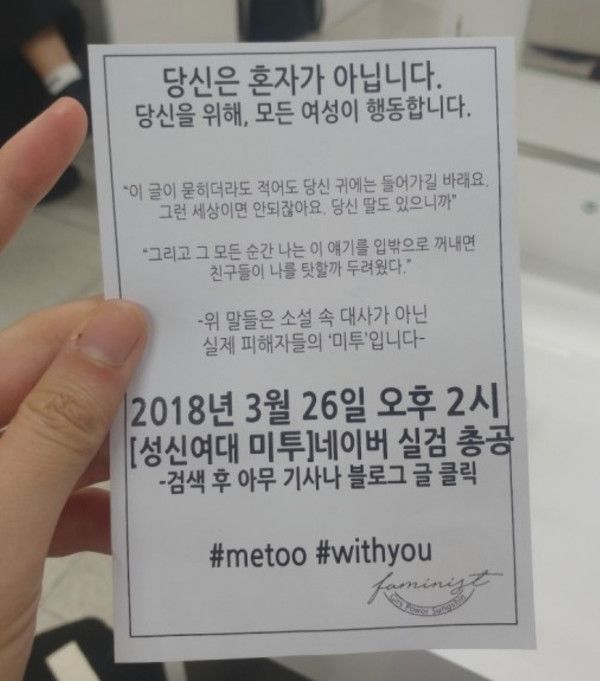 당신은 혼자가 아닙니다.
당신을 위해, 모든 여성이 행동합니다.
“이 글이 묻히더라도 적어도 당신 귀에는 들어가길 바래요.
그런 세상이면 안되잖아요. 당신 딸도 있으니까”
“그리고 그 모든 순간 나는 이 얘기를 입밖으로 꺼내면
친구들이 나를 탓할까 두려웠다.”
-위 말들은 소설 속 대사가 아닌
실제 피해자들의 ‘미투’입니다-
2018년 3월 26일 오후 2시
[성신여대 미투]네이버 실검 총공
-검색 후 아무 기사나 블로그 글 클릭
#metoo #withyou
faminist
Girls Power Sungshin